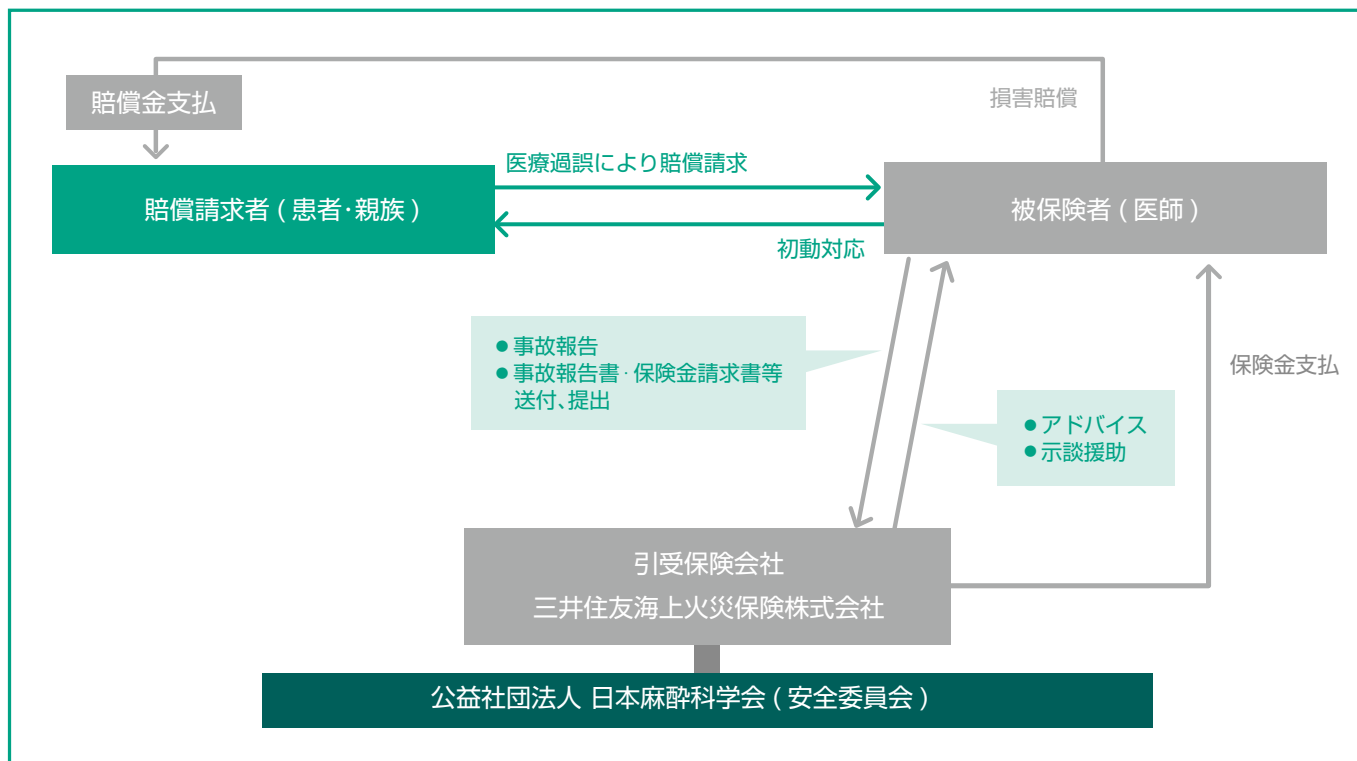 賠償金支払
損害賠償
医療過誤により賠償請求
賠償請求者 ( 患者・親族 )
被保険者 ( 医師 )
初動対応
● 事故報告
● 事故報告書・保険金請求書等
送付、提出
保険金支払
● アドバイス
● 示談援助
引受保険会社
三井住友海上火災保険株式会社
公益社団法人 日本麻酔科学会 ( 安全委員会 )